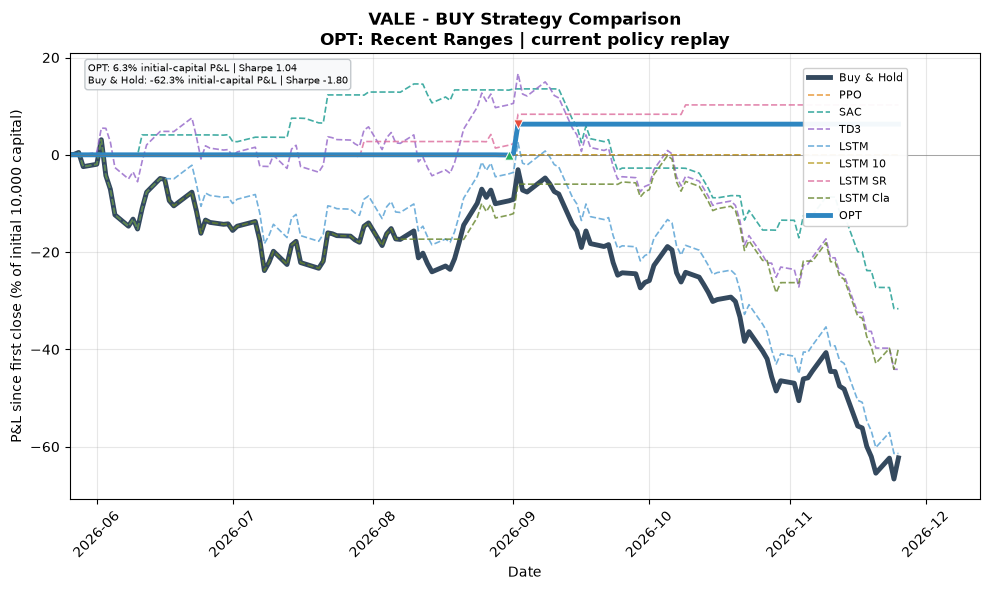 VALE - BUY Strategy Comparison
OPT: Recent Ranges | current policy replay
OPT: 6.3% initial-capital P&L | Sharpe 1.04
Buy & Hold: -62.3% initial-capital P&L | Sharpe -1.80
Buy & Hold
PPO
SAC
TD3
LSTM
LSTM 10
LSTM SR
LSTM Cla
OPT
P&L since first close (% of initial 10,000 capital)
20
0
−20
−40
−60
2026-06
2026-07
2026-08
2026-09
2026-10
2026-11
2026-12
Date